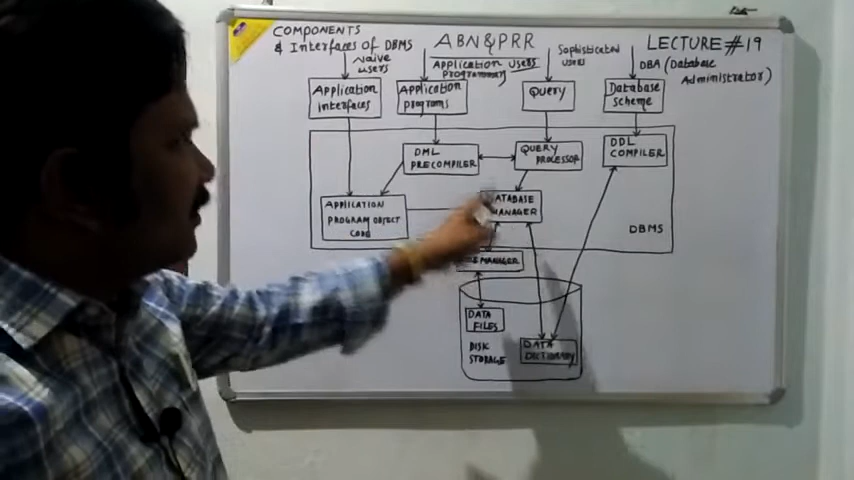 COMPONENTS
& Interfaces OF DBMS
ABN&PRR
LECTURE #19
Naive
users
Application Users
Programmary
Sophisticated
users
DBA (Database
Administrator)
Application
interfaces
Application
programs
Query
Database
scheme
DML
PRECOMPILER
QUERY
PROCESSOR
DDL
COMPILER
APPLICATION
PROGRAM OBJECT
CODE
DATABASE
MANAGER
DBMS
MANAGER
DATA
FILES
DISK
STORAGE
DATA
DICTIONARY